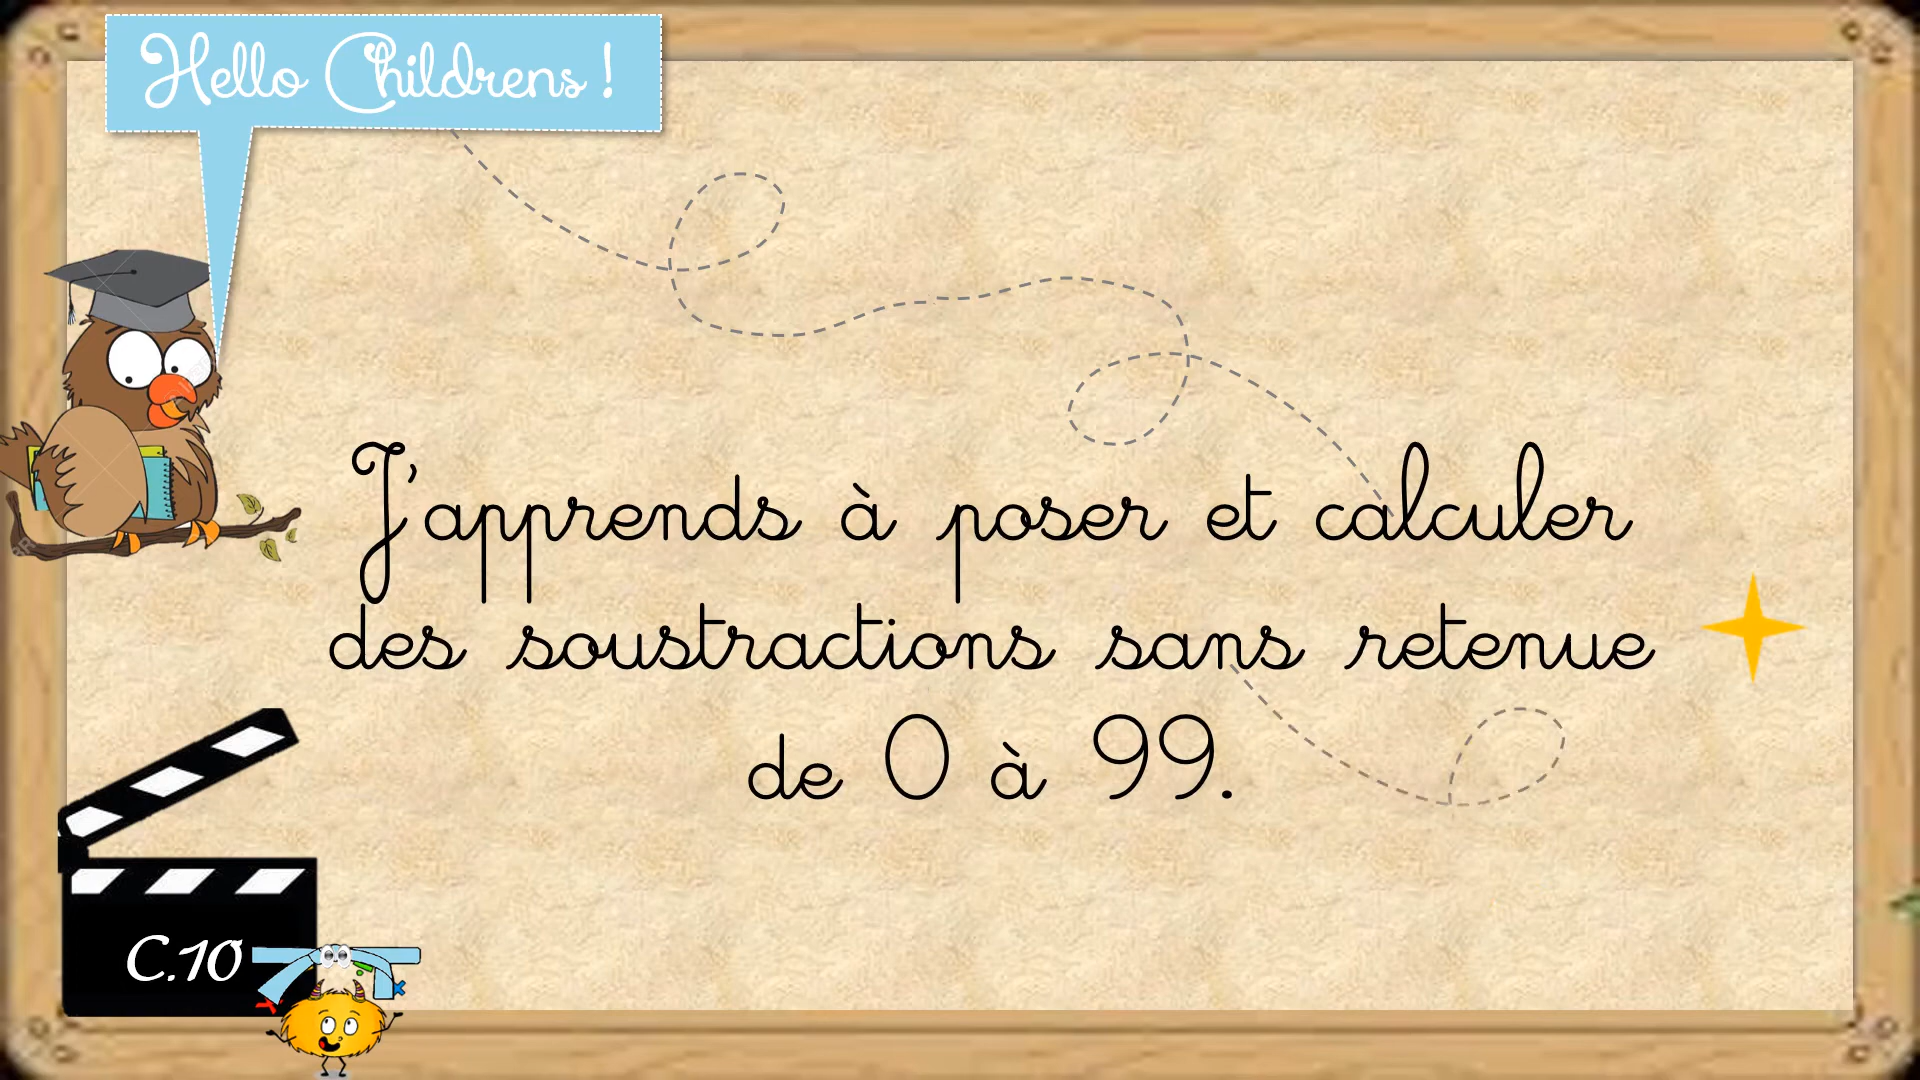 Hello Childrens !
J'apprends à poser et calculer
des soustractions sans retenue
de 0 à 99.
C.10